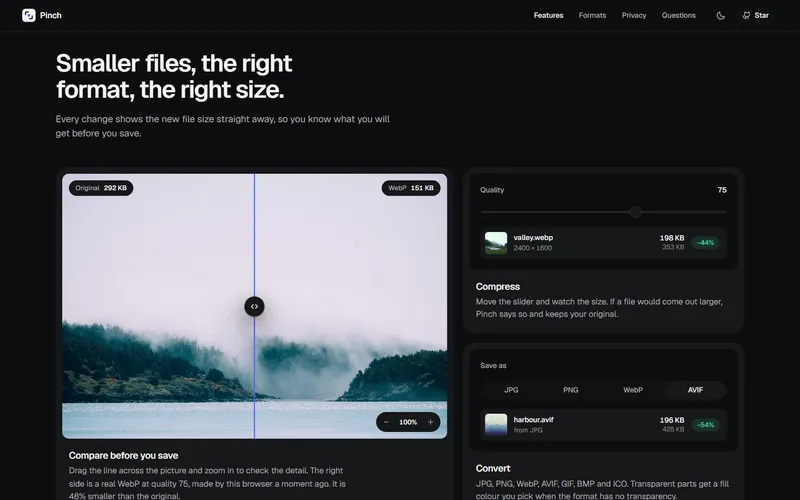 Pinch
Features
Formats
Privacy
Questions
Star
Smaller files, the right
format, the right size.
Every change shows the new file size straight away, so you know what you will
get before you save.
Original 292 KB
WebP 151 KB
100%
Compare before you save
Drag the line across the picture and zoom in to check the detail. The right
side is a real WebP at quality 75, made by this browser a moment ago. It is
48% smaller than the original.
Quality
75
valley.webp
2400 × 1600
198 KB
353 KB
-44%
Compress
Move the slider and watch the size. If a file would come out larger,
Pinch says so and keeps your original.
Save as
JPG
PNG
WebP
AVIF
harbour.avif
from JPG
196 KB
428 KB
-54%
Convert
JPG, PNG, WebP, AVIF, GIF, BMP and ICO. Transparent parts get a fill
colour you pick when the format has no transparency.